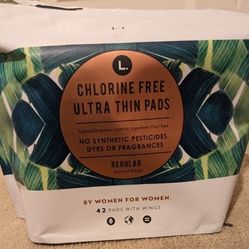 L.
CHLORINE FREE
ULTRA THIN PADS
NO SYNTHETIC PESTICIDES,
DYES OR FRAGRANCES
REGULAR
BY WOMEN FOR WOMEN.
42 PADS WITH WINGS